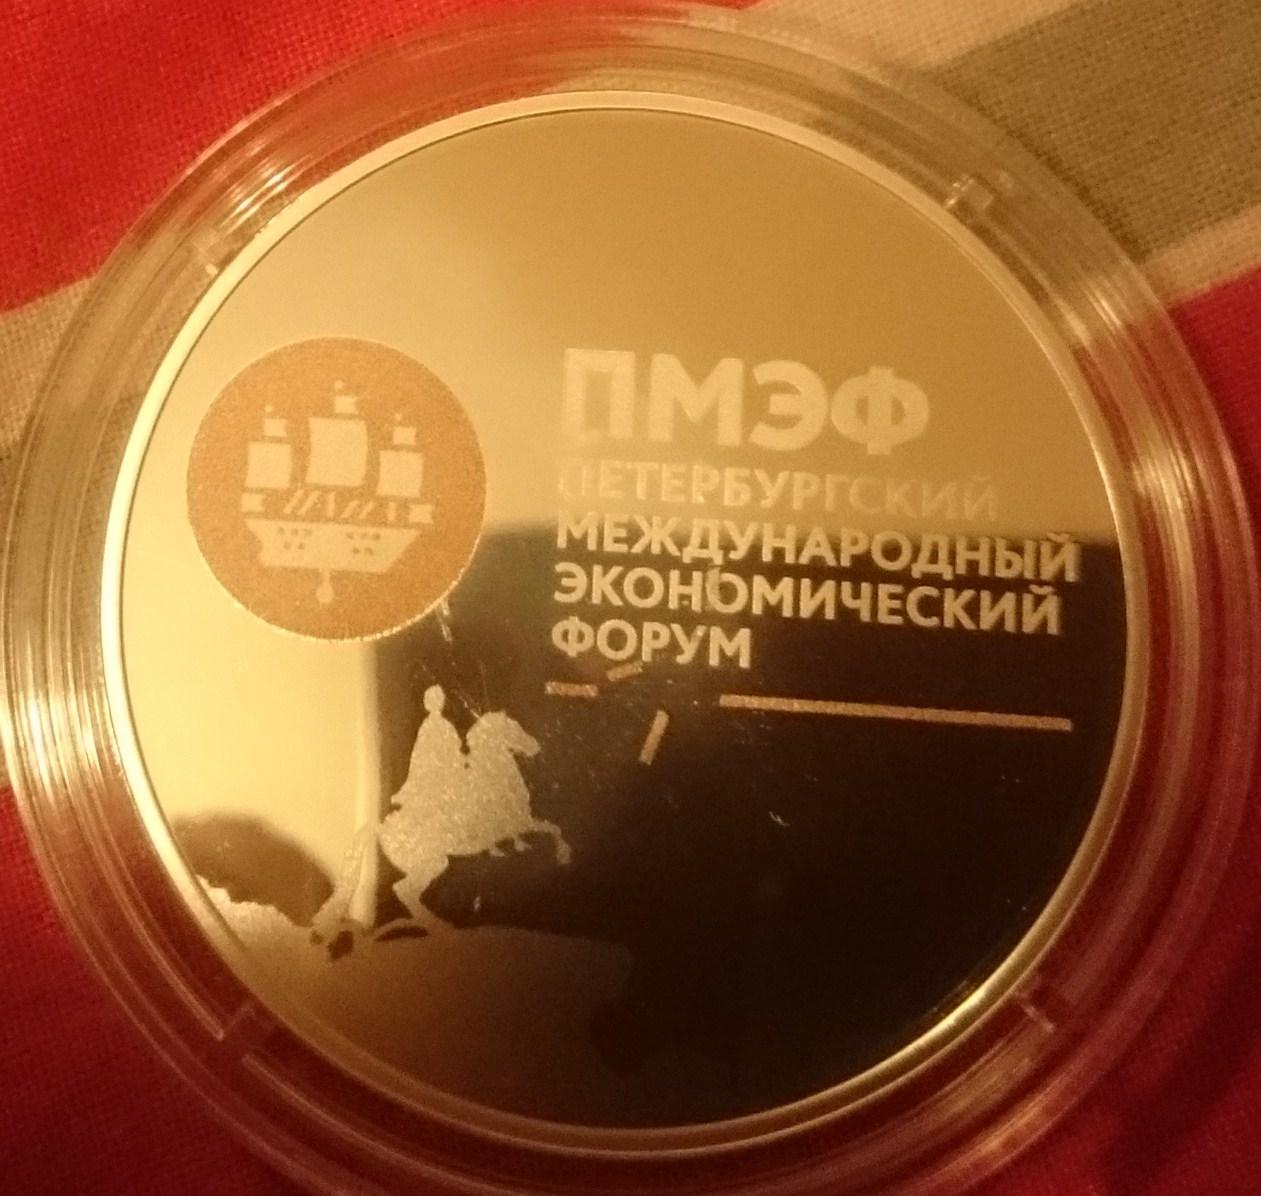 ПМЭФ
ПЕТЕРБУРГСКИЙ
МЕЖДУНАРОДНЫЙ
ЭКОНОМИЧЕСКИЙ
ФОРУМ